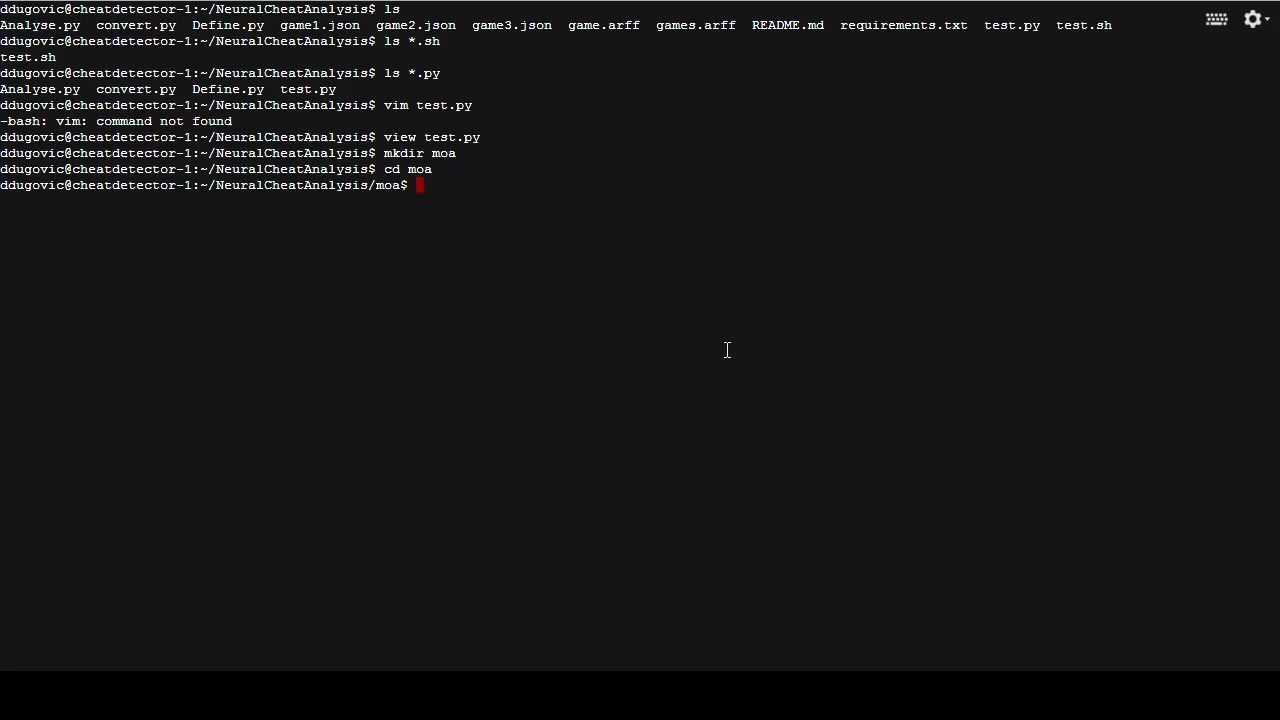 ddugovic@cheatdetector-1:~/NeuralCheatAnalysis$ ls
Analyse.py  convert.py  Define.py  game1.json  game2.json  game3.json  game.arff  games.arff  README.md  requirements.txt  test.py  test.sh
ddugovic@cheatdetector-1:~/NeuralCheatAnalysis$ ls *.sh
test.sh
ddugovic@cheatdetector-1:~/NeuralCheatAnalysis$ ls *.py
Analyse.py  convert.py  Define.py  test.py
ddugovic@cheatdetector-1:~/NeuralCheatAnalysis$ vim test.py
-bash: vim: command not found
ddugovic@cheatdetector-1:~/NeuralCheatAnalysis$ view test.py
ddugovic@cheatdetector-1:~/NeuralCheatAnalysis$ mkdir moa
ddugovic@cheatdetector-1:~/NeuralCheatAnalysis$ cd moa
ddugovic@cheatdetector-1:~/NeuralCheatAnalysis/moa$